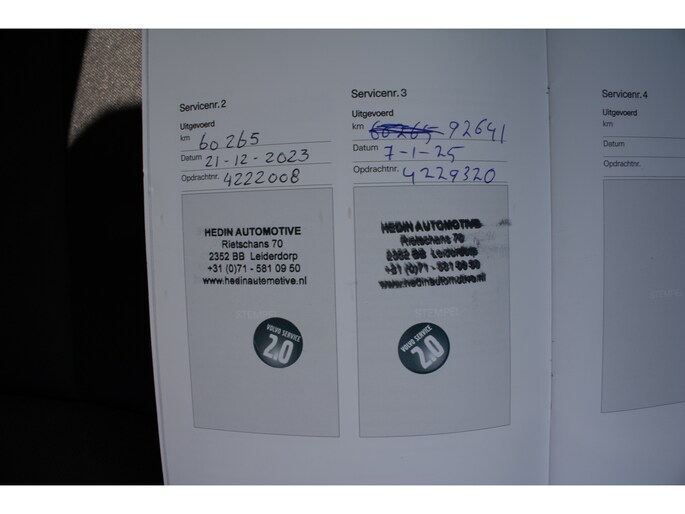 Servicenr. 2
Uitgevoerd
km 60265
Datum 21-12-2023
Opdrachtnr. 4222008
HEDIN AUTOMOTIVE
Rietschans 70
2352 BB Leiderdorp
+31 (0)71 - 581 09 50
www.hedinautomotive.nl
STEMPEL
VOLVO SERVICE
2.0
Servicenr. 3
Uitgevoerd
km 60265 92641
Datum 7-1-25
Opdrachtnr. 4229320
HEDIN AUTOMOTIVE
Rietschans 70
2352 BB Leiderdorp
+31 (0)71 - 581 09 50
www.hedinautomotive.nl
STEMPEL
VOLVO SERVICE
2.0
Servicenr. 4
Uitgevoerd
km
Datum
Opdrachtnr.